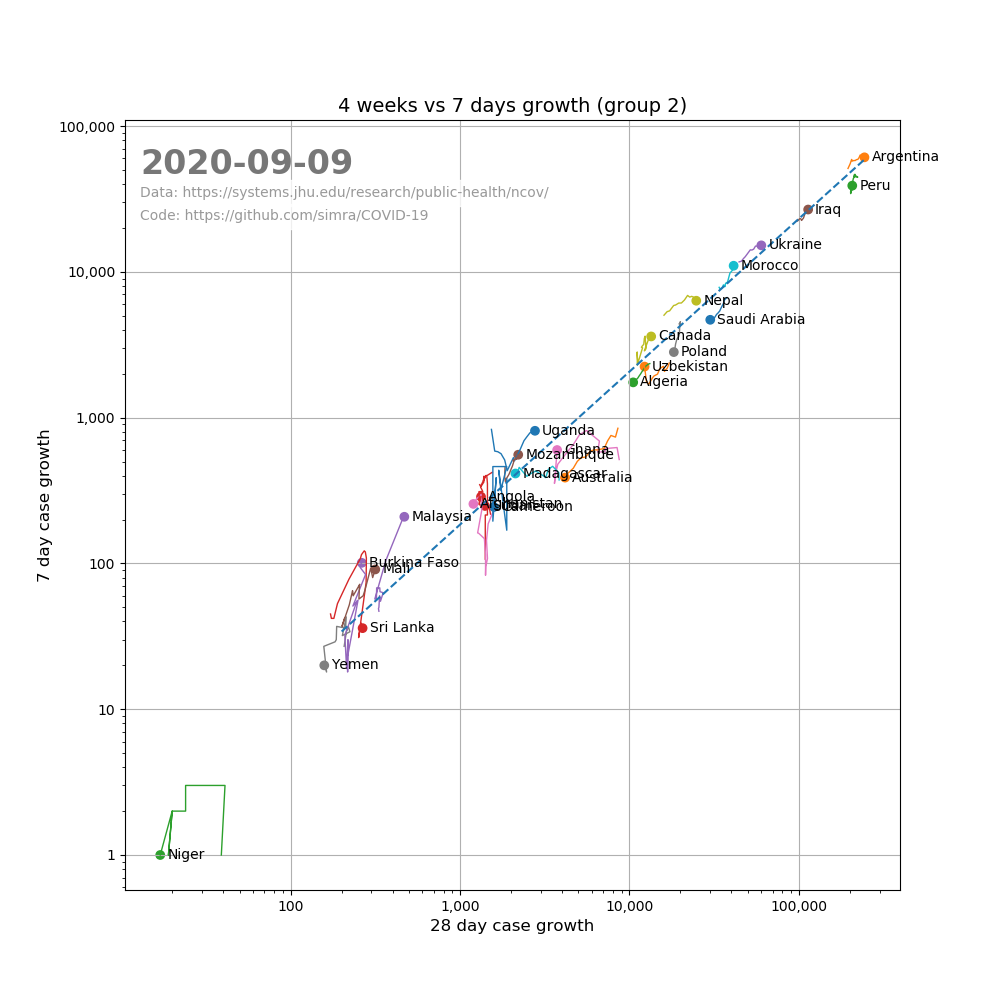 4 weeks vs 7 days growth (group 2)
100,000
2020-09-09
Data: https://systems.jhu.edu/research/public-health/ncov/
Code: https://github.com/simra/COVID-19
Argentina
Peru
Iraq
Ukraine
Morocco
10,000
Nepal
Saudi Arabia
Canada
Poland
Uzbekistan
Algeria
1,000
Uganda
Ghana
Mozambique
Madagascar
Australia
Angola
Afghanistan
Cameroon
Malaysia
100
Burkina Faso
Mali
Sri Lanka
Yemen
10
Niger
1
7 day case growth
100
1,000
10,000
100,000
28 day case growth